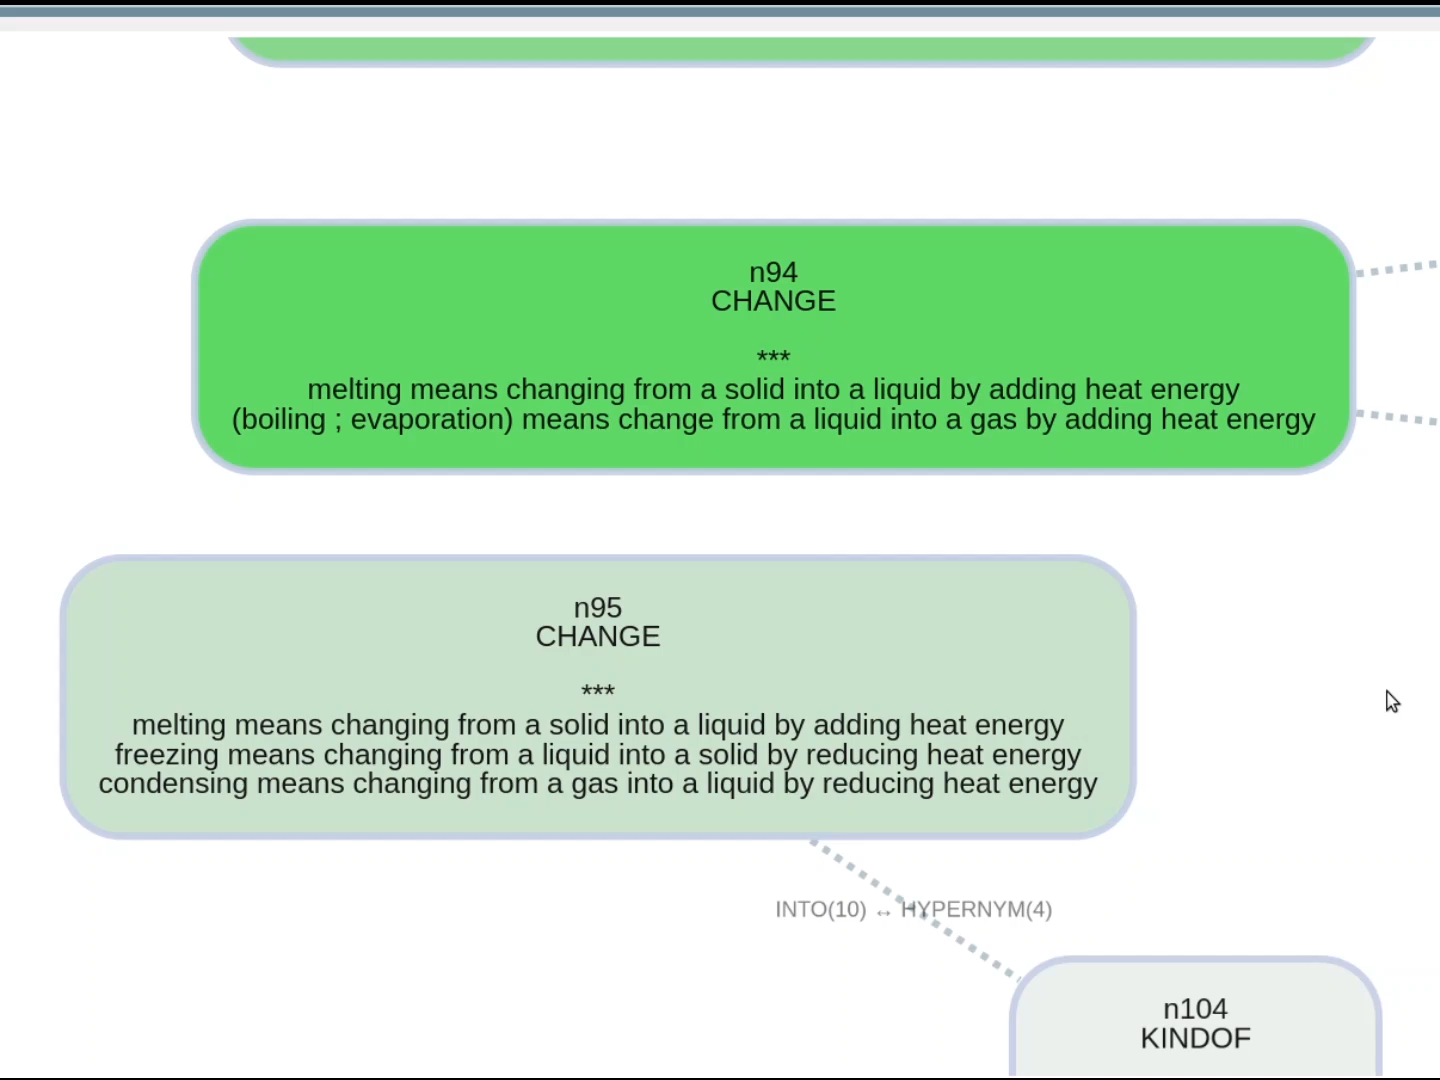 n94
CHANGE
***
melting means changing from a solid into a liquid by adding heat energy
(boiling ; evaporation) means change from a liquid into a gas by adding heat energy
n95
CHANGE
***
melting means changing from a solid into a liquid by adding heat energy
freezing means changing from a liquid into a solid by reducing heat energy
condensing means changing from a gas into a liquid by reducing heat energy
INTO(10) ↔ HYPERNYM(4)
n104
KINDOF